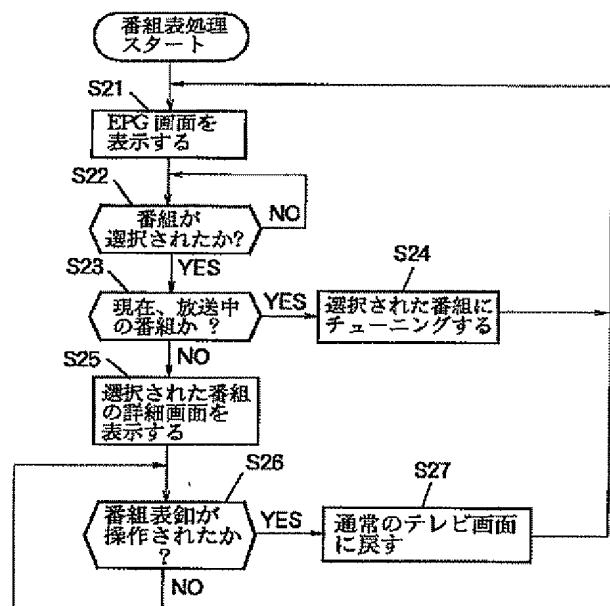 番組表処理
スタート
S21
EPG画面を
表示する
S22
番組が
選択されたか?
NO
YES
S23
現在、放送中
の番組か ?
YES
S24
選択された番組に
チューニングする
NO
S25
選択された番組
の詳細画面を
表示する
S26
番組表釦が
操作されたか
?
YES
S27
通常のテレビ画面
に戻す
NO